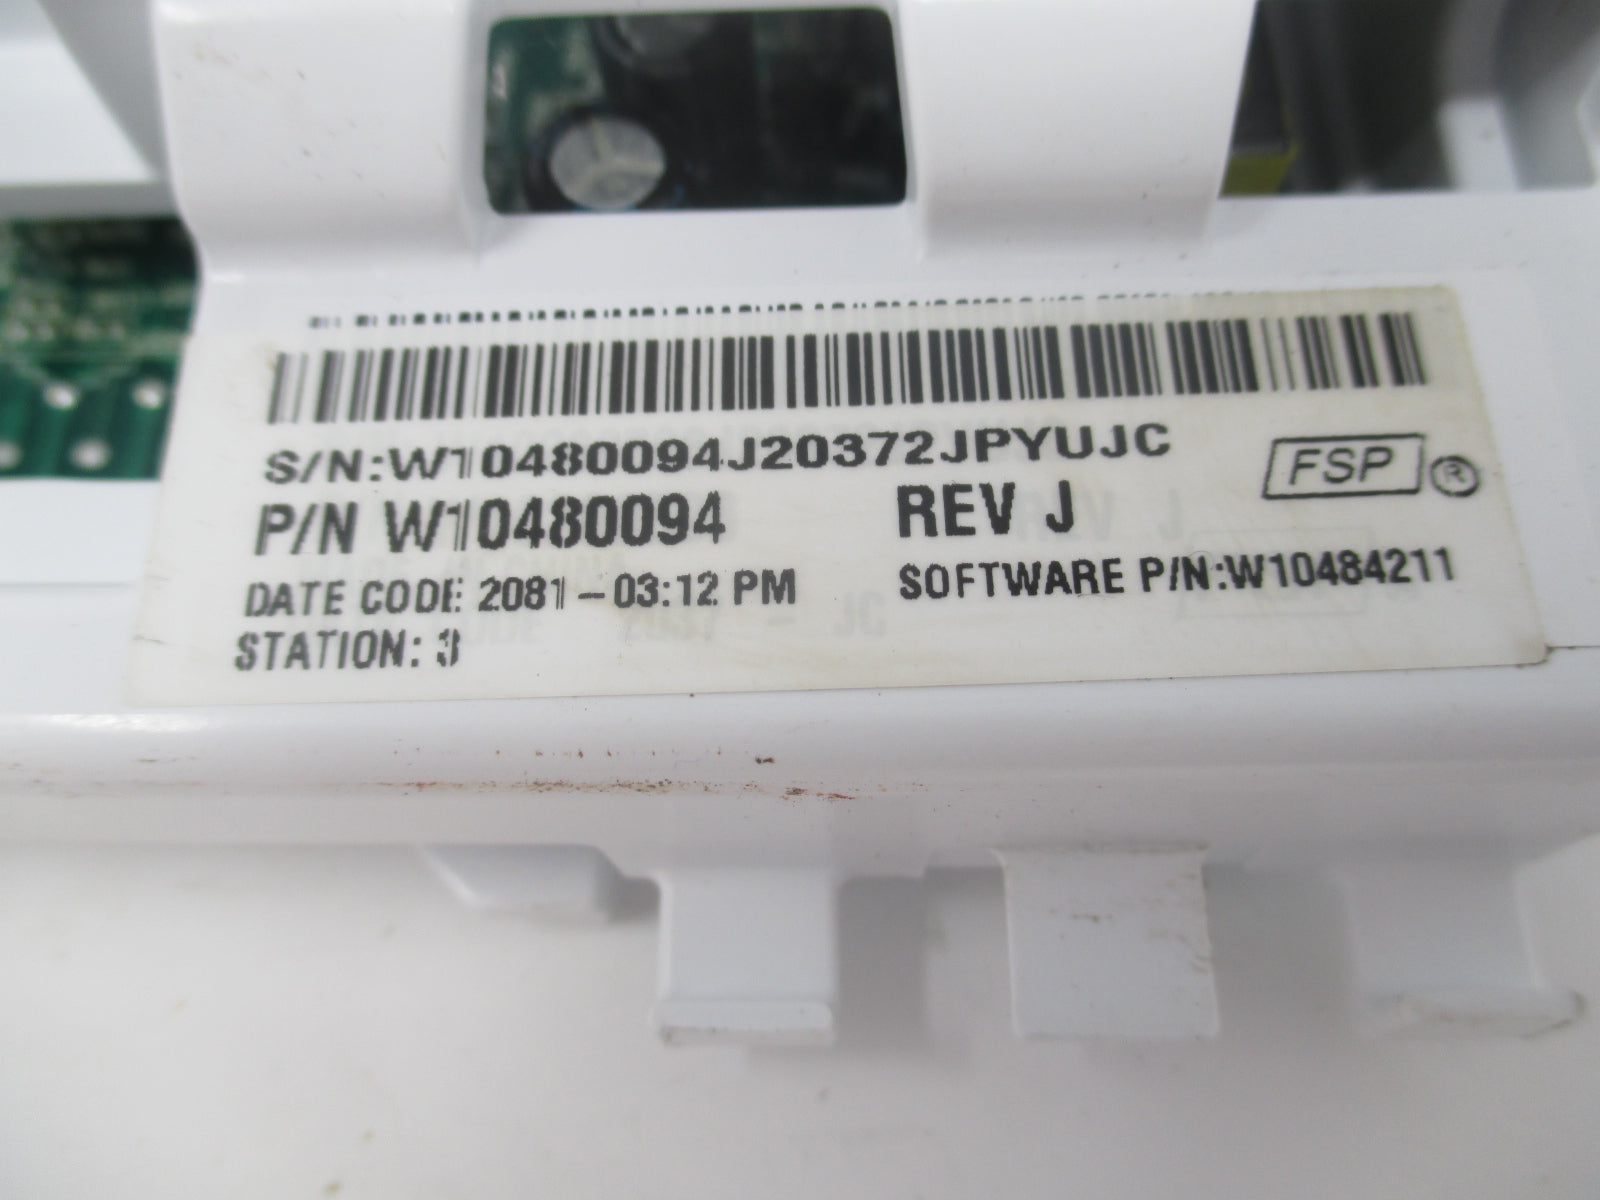 S/N:W10480094J20372JPYUJC
FSP ®
P/N W10480094 REV J
DATE CODE 2081 – 03:12 PM SOFTWARE P/N:W10484211
STATION: 3